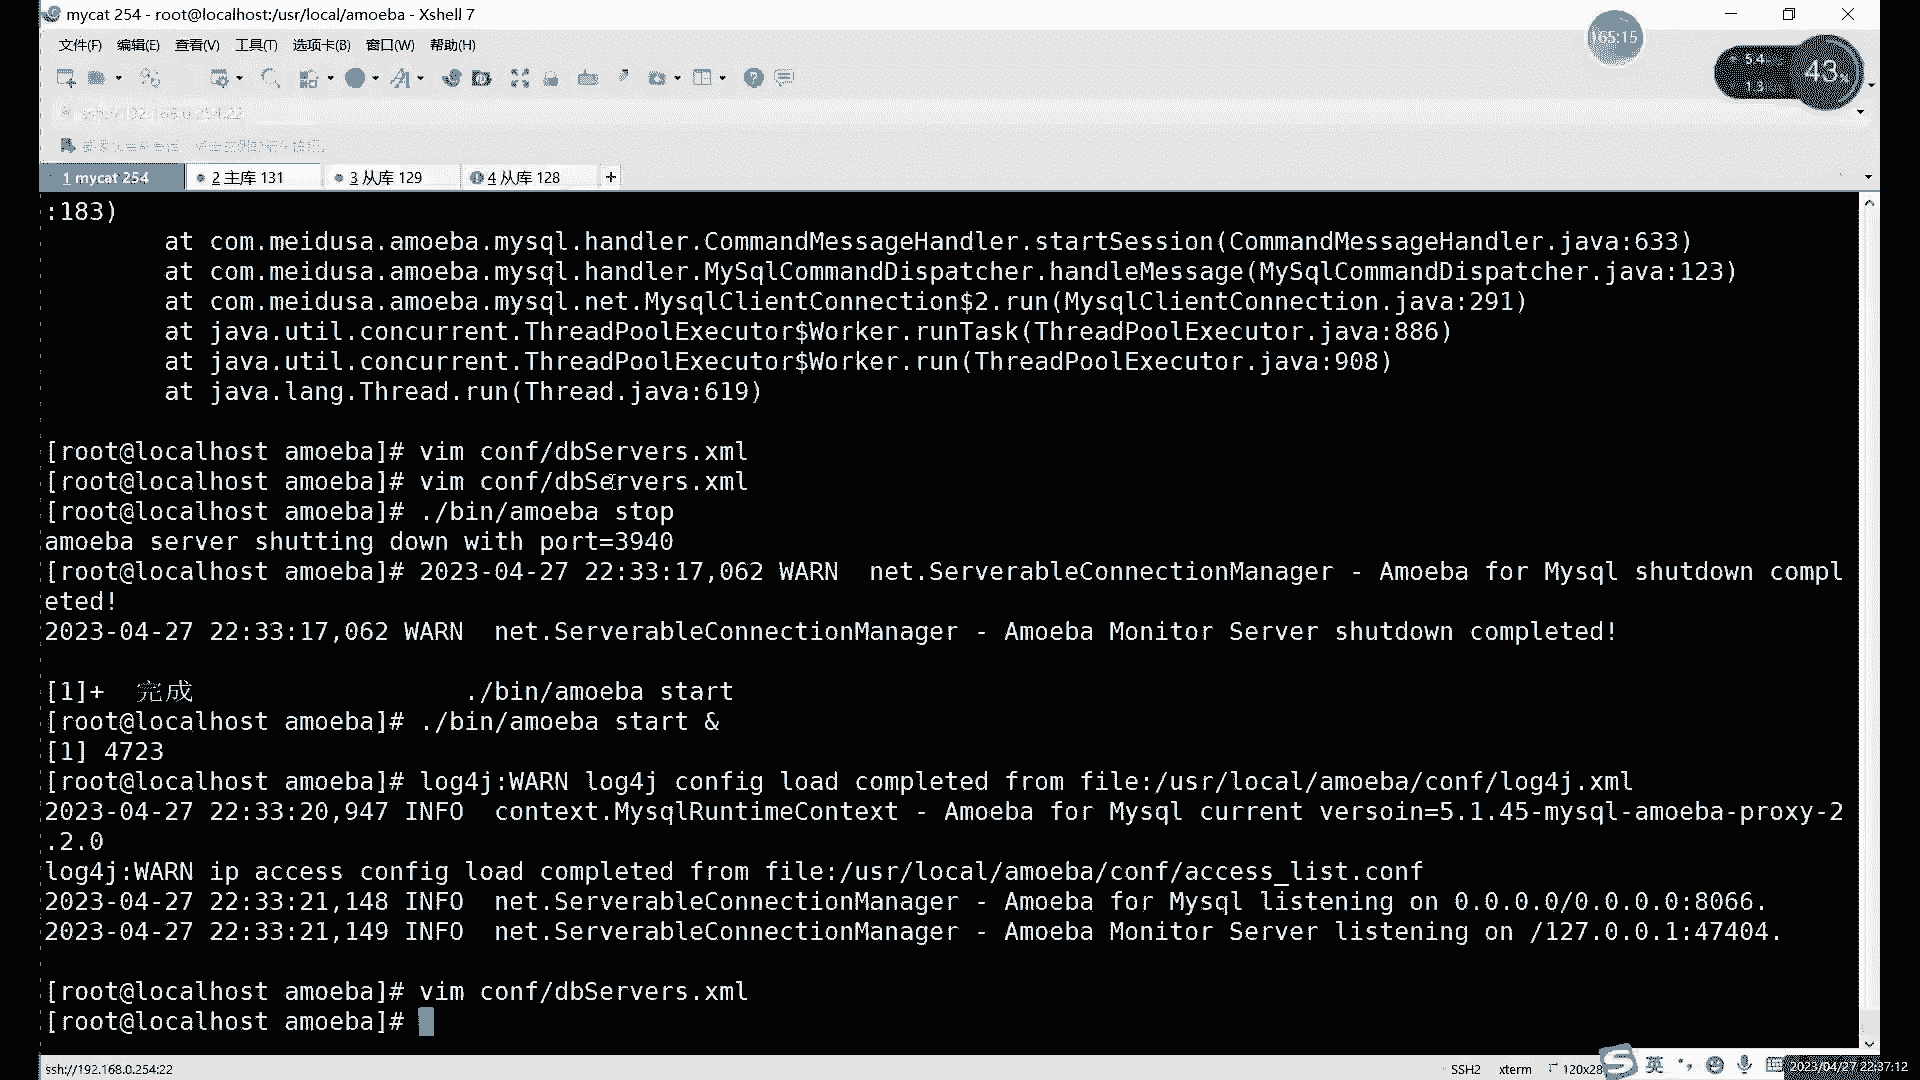 mycat 254 - root@localhost:/usr/local/amoeba - Xshell 7
文件(F) 编辑(E) 查看(V) 工具(T) 选项卡(B) 窗口(W) 帮助(H)
165:15
43%
ssh://192.168.0.254:22
1 mycat 254
2 主库 131
3 从库 129
4 从库 128
:183)
at com.meidusa.amoeba.mysql.handler.CommandMessageHandler.startSession(CommandMessageHandler.java:633)
at com.meidusa.amoeba.mysql.handler.MySqlCommandDispatcher.handleMessage(MySqlCommandDispatcher.java:123)
at com.meidusa.amoeba.mysql.net.MysqlClientConnection$2.run(MysqlClientConnection.java:291)
at java.util.concurrent.ThreadPoolExecutor$Worker.runTask(ThreadPoolExecutor.java:886)
at java.util.concurrent.ThreadPoolExecutor$Worker.run(ThreadPoolExecutor.java:908)
at java.lang.Thread.run(Thread.java:619)
[root@localhost amoeba]# vim conf/dbServers.xml
[root@localhost amoeba]# vim conf/dbServers.xml
[root@localhost amoeba]# ./bin/amoeba stop
amoeba server shutting down with port=3940
[root@localhost amoeba]# 2023-04-27 22:33:17,062 WARN  net.ServerableConnectionManager - Amoeba for Mysql shutdown compl
eted!
2023-04-27 22:33:17,062 WARN  net.ServerableConnectionManager - Amoeba Monitor Server shutdown completed!
[1]+  完成                  ./bin/amoeba start
[root@localhost amoeba]# ./bin/amoeba start &
[1] 4723
[root@localhost amoeba]# log4j:WARN log4j config load completed from file:/usr/local/amoeba/conf/log4j.xml
2023-04-27 22:33:20,947 INFO  context.MysqlRuntimeContext - Amoeba for Mysql current versoin=5.1.45-mysql-amoeba-proxy-2
.2.0
log4j:WARN ip access config load completed from file:/usr/local/amoeba/conf/access_list.conf
2023-04-27 22:33:21,148 INFO  net.ServerableConnectionManager - Amoeba for Mysql listening on 0.0.0.0/0.0.0.0:8066.
2023-04-27 22:33:21,149 INFO  net.ServerableConnectionManager - Amoeba Monitor Server listening on /127.0.0.1:47404.
[root@localhost amoeba]# vim conf/dbServers.xml
[root@localhost amoeba]#
ssh://192.168.0.254:22
SSH2 xterm 120x28 英 2023/04/27 22:37:12